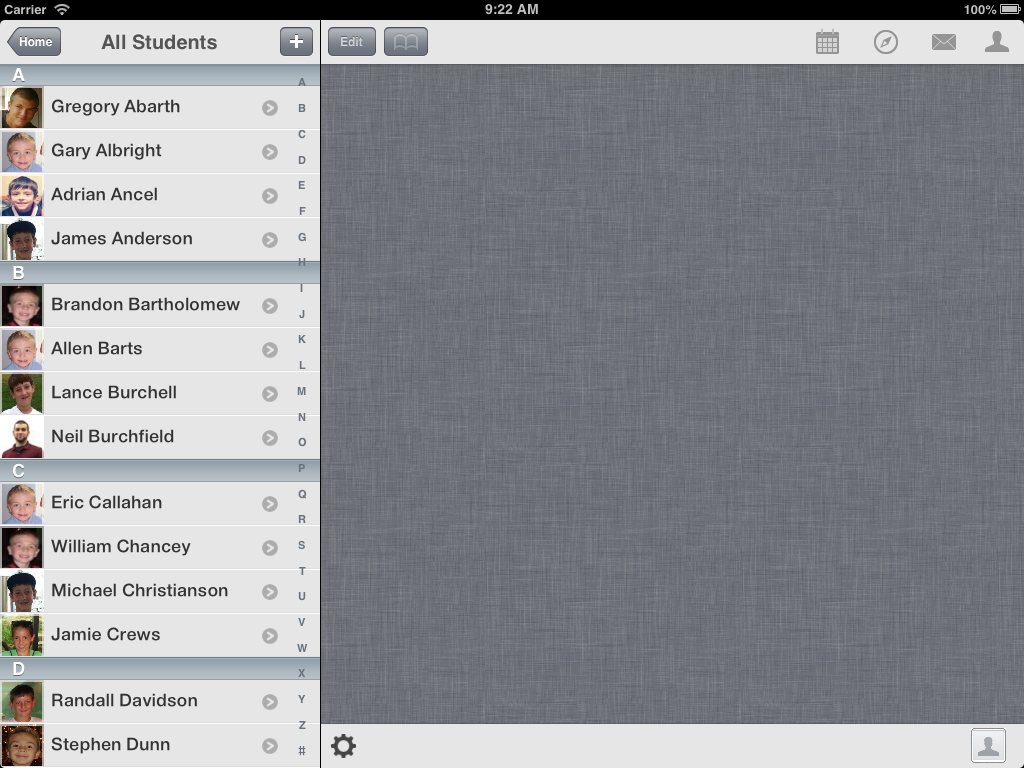 Carrier 9:22 AM 100%
Home All Students + Edit
A
Gregory Abarth
Gary Albright
Adrian Ancel
James Anderson
B
Brandon Bartholomew
Allen Barts
Lance Burchell
Neil Burchfield
C
Eric Callahan
William Chancey
Michael Christianson
Jamie Crews
D
Randall Davidson
Stephen Dunn
A
B
C
D
E
F
G
H
I
J
K
L
M
N
O
P
Q
R
S
T
U
V
W
X
Y
Z
#